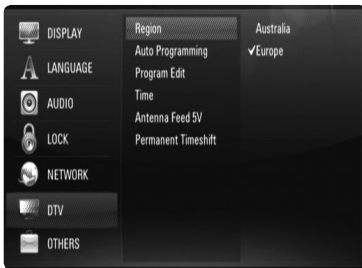 DISPLAY
LANGUAGE
AUDIO
LOCK
NETWORK
DTV
OTHERS
Region
Auto Programming
Program Edit
Time
Antenna Feed 5V
Permanent Timeshift
Australia
✔Europe